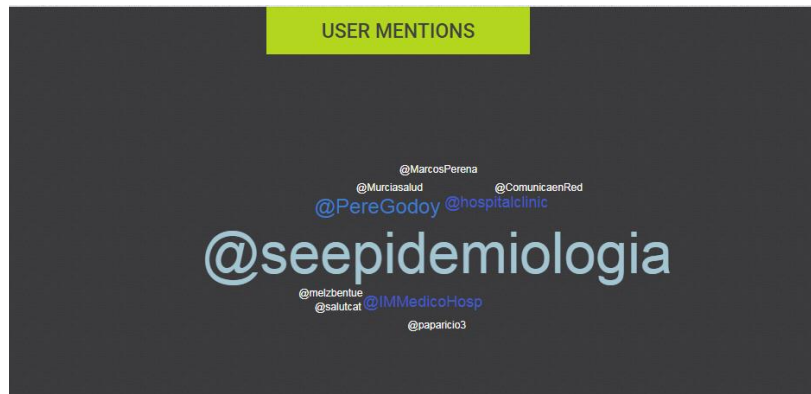 USER MENTIONS
@MarcosPerena
@Murciasalud @ComunicaenRed
@PereGodoy @hospitalclinic
@seepidemiologia
@melzbentue
@salutcat @IMMedicoHosp
@paparicio3